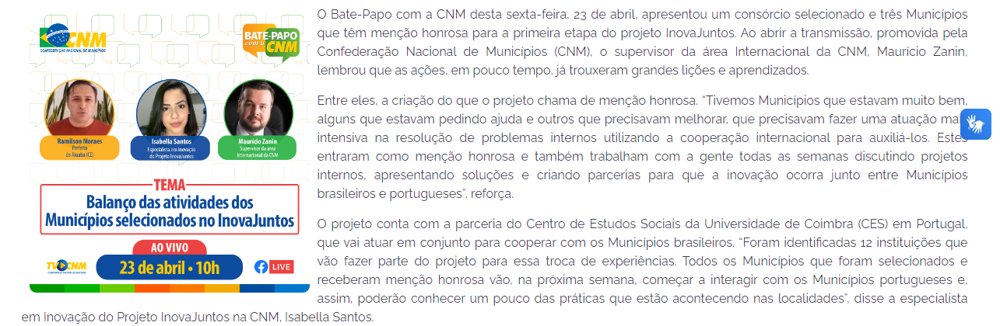 CNM
CONFEDERAÇÃO NACIONAL DE MUNICÍPIOS
BATE-PAPO
com a
CNM
Ramilson Moraes
Prefeito
de Aiuaba (CE)
Isabella Santos
Especialista em Inovação
do Projeto InovaJuntos
Maurício Zanin
Supervisor da área
Internacional da CNM
TEMA
Balanço das atividades dos
Municípios selecionados no InovaJuntos
AO VIVO
23 de abril • 10h
TV CNM
CONFEDERAÇÃO NACIONAL DE MUNICÍPIOS
LIVE
O Bate-Papo com a CNM desta sexta-feira, 23 de abril, apresentou um consórcio selecionado e três Municípios
que têm menção honrosa para a primeira etapa do projeto InovaJuntos. Ao abrir a transmissão, promovida pela
Confederação Nacional de Municípios (CNM), o supervisor da área Internacional da CNM, Maurício Zanin,
lembrou que as ações, em pouco tempo, já trouxeram grandes lições e aprendizados.
Entre eles, a criação do que o projeto chama de menção honrosa. “Tivemos Municípios que estavam muito bem,
alguns que estavam pedindo ajuda e outros que precisavam melhorar, que precisavam fazer uma atuação ma
intensiva na resolução de problemas internos utilizando a cooperação internacional para auxiliá-los. Estes
entraram como menção honrosa e também trabalham com a gente todas as semanas discutindo projetos
internos, apresentando soluções e criando parcerias para que a inovação ocorra junto entre Municípios
brasileiros e portugueses”, reforça.
O projeto conta com a parceria do Centro de Estudos Sociais da Universidade de Coimbra (CES) em Portugal,
que vai atuar em conjunto para cooperar com os Municípios brasileiros. “Foram identificadas 12 instituições que
vão fazer parte do projeto para essa troca de experiências. Todos os Municípios que foram selecionados e
receberam menção honrosa vão, na próxima semana, começar a interagir com os Municípios portugueses e,
assim, poderão conhecer um pouco das práticas que estão acontecendo nas localidades”, disse a especialista
em Inovação do Projeto InovaJuntos na CNM, Isabella Santos.